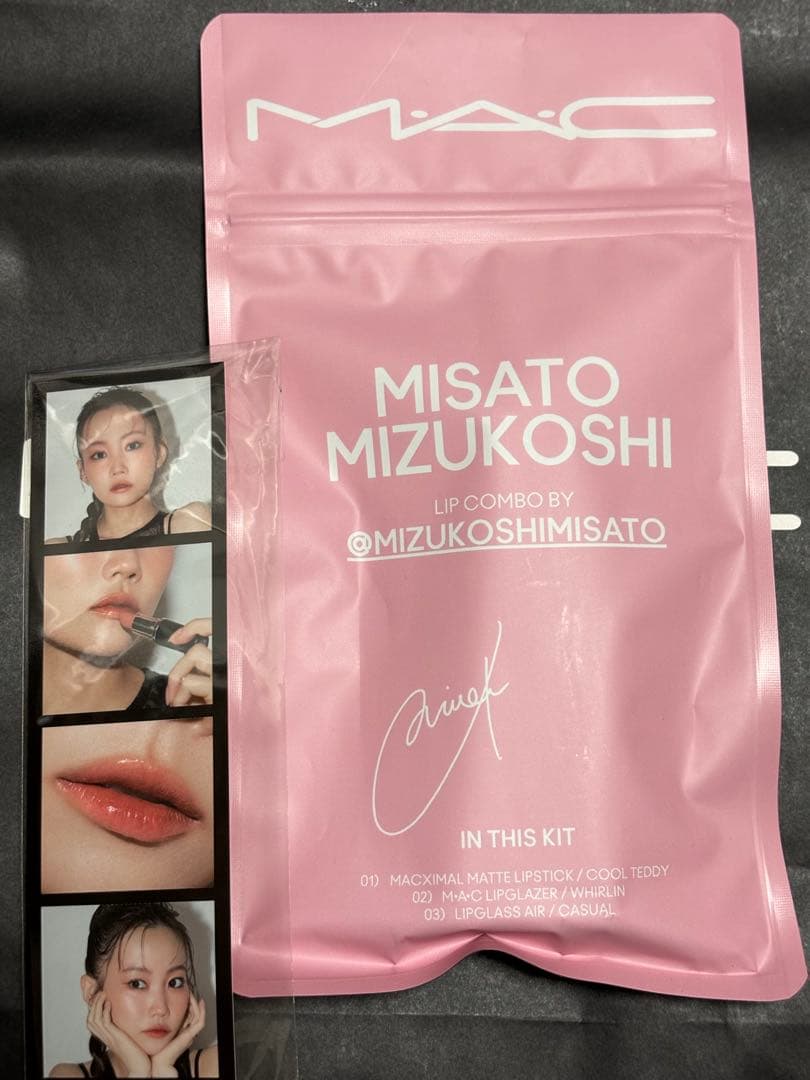 M·A·C
MISATO
MIZUKOSHI
LIP COMBO BY
@MIZUKOSHIMISATO
IN THIS KIT
01) MACXIMAL MATTE LIPSTICK / COOL TEDDY
02) M·A·C LIPGLAZER / WHIRLIN
03) LIPGLASS AIR / CASUAL